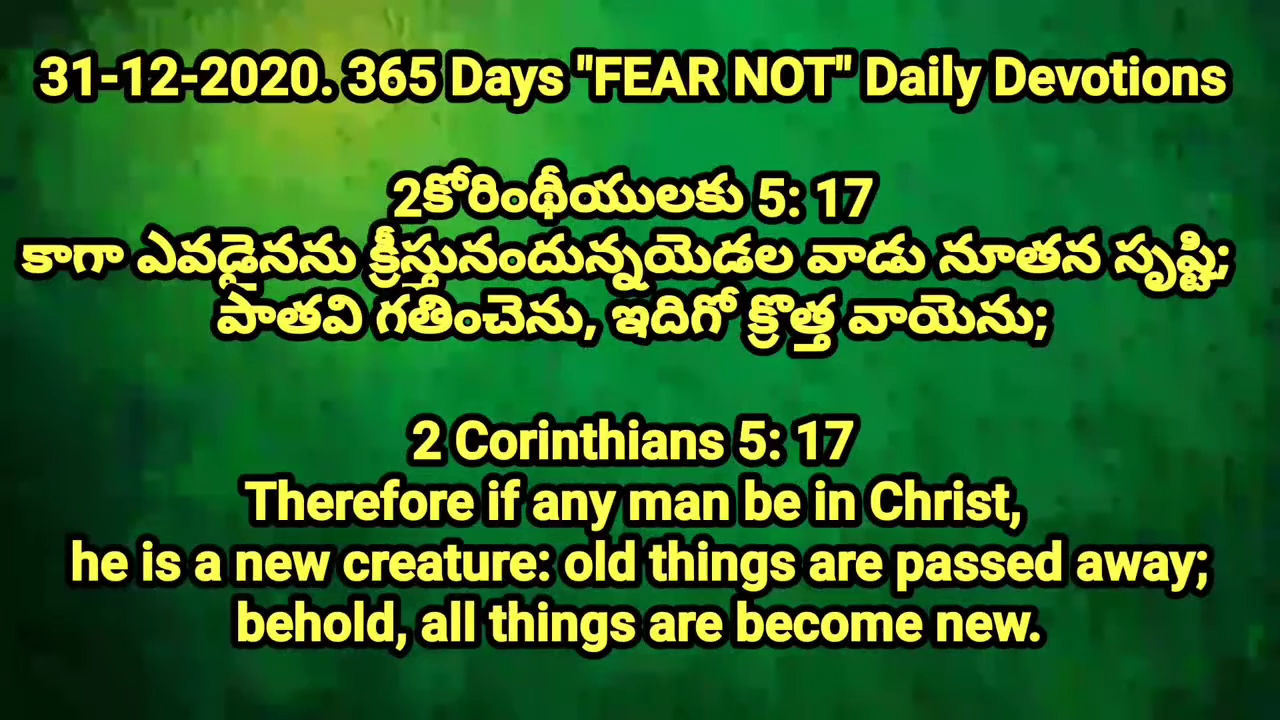 31-12-2020. 365 Days "FEAR NOT" Daily Devotions
2కోరింథీయులకు 5: 17
కాగా ఎవడైనను క్రీస్తునందున్నయెడల వాడు నూతన సృష్టి;
పాతవి గతించెను, ఇదిగో క్రొత్త వాయెను;
2 Corinthians 5: 17
Therefore if any man be in Christ,
he is a new creature: old things are passed away;
behold, all things are become new.